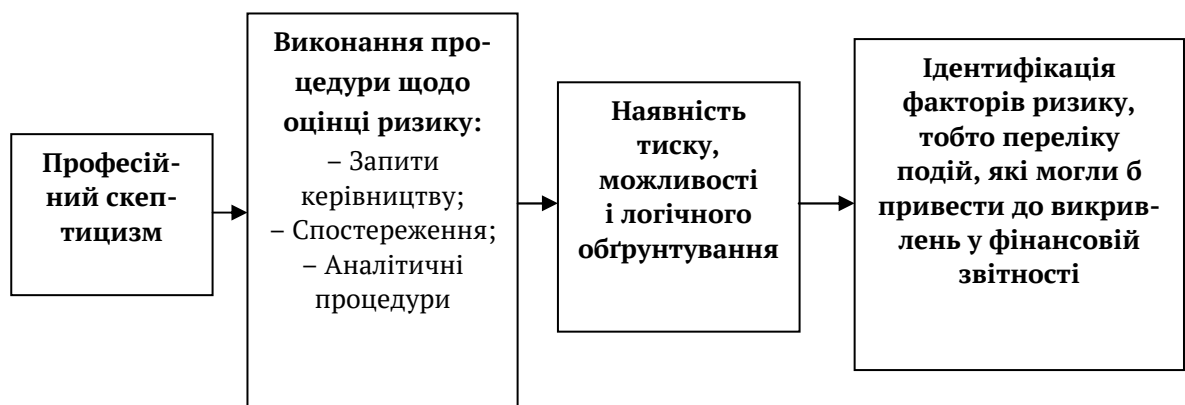 Професій-
ний скеп-
тицизм
Виконання про-
цедури щодо
оцінці ризику:
– Запити
керівництву;
– Спостереження;
– Аналітичні
процедури
Наявність
тиску,
можливості
і логічного
обґрунтування
Ідентифікація
факторів ризику,
тобто переліку
подій, які могли б
привести до викрив-
лень у фінансовій
звітності